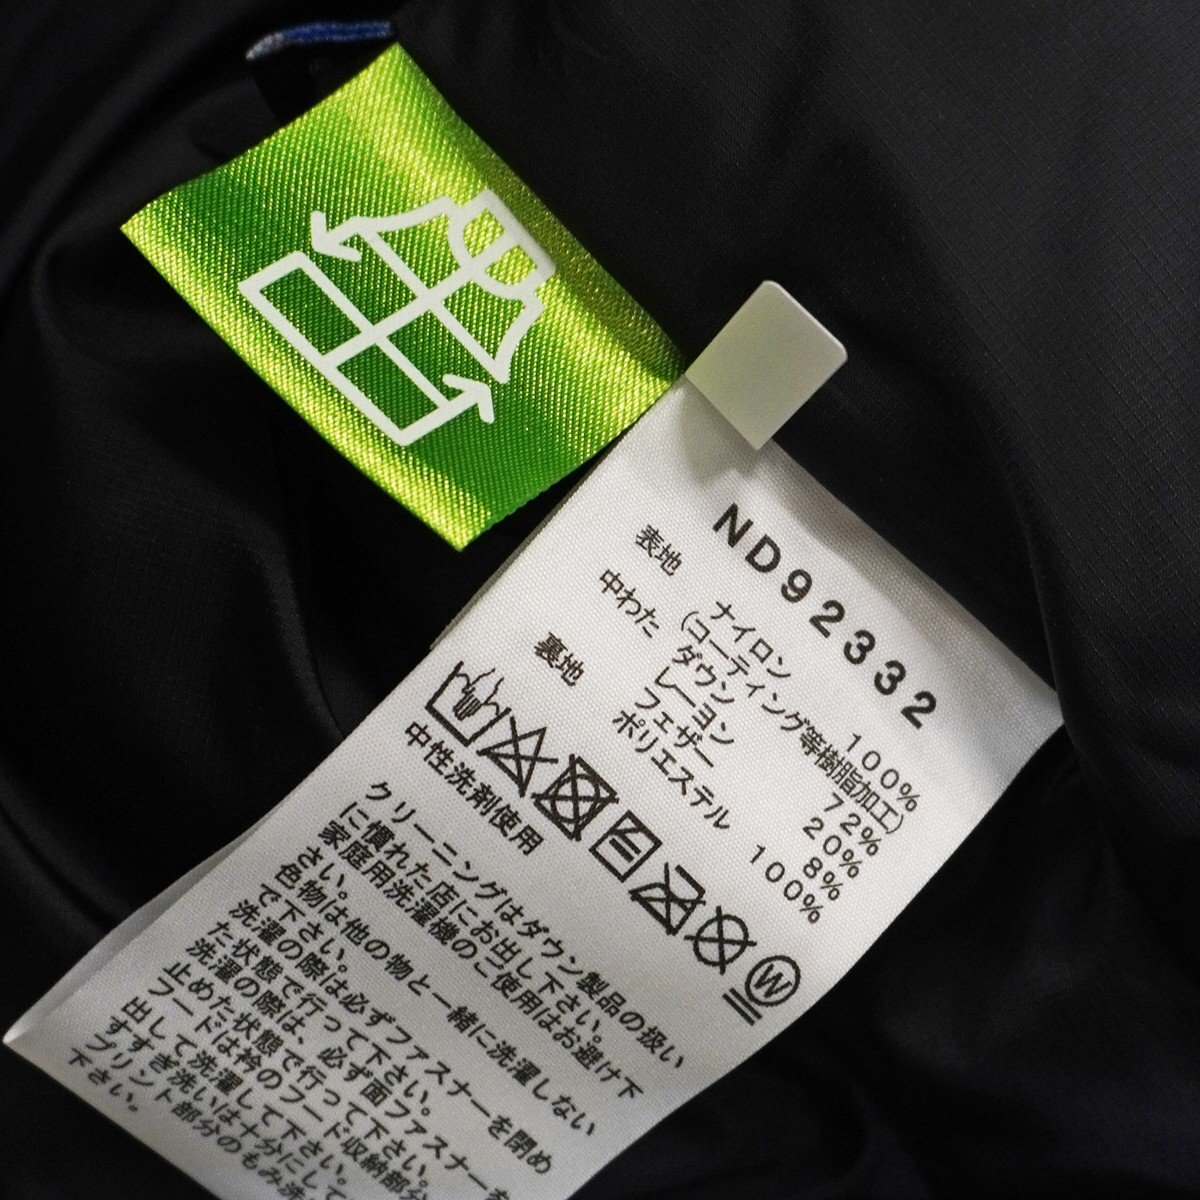 ND92332
表地 ナイロン 100%
(コーティング等樹脂加工)
中わた ダウン 72%
レーヨン 20%
フェザー 8%
裏地 ポリエステル 100%
W
中性洗剤使用
クリーニングはダウン製品の扱い
に慣れた店にお出し下さい。
家庭用洗濯機のご使用はお避け下
さい。
色物は他の物と一緒に洗濯しない
で下さい。
洗濯の際は必ずファスナーを閉め
た状態で行って下さい。
洗濯の際は、必ず面ファスナーを
止めた状態で行って下さい。
フードは衿のフード収納部分
出して洗濯して下さい。
すすぎ洗いは十分にして
プリント部分のもみ洗
下さい。